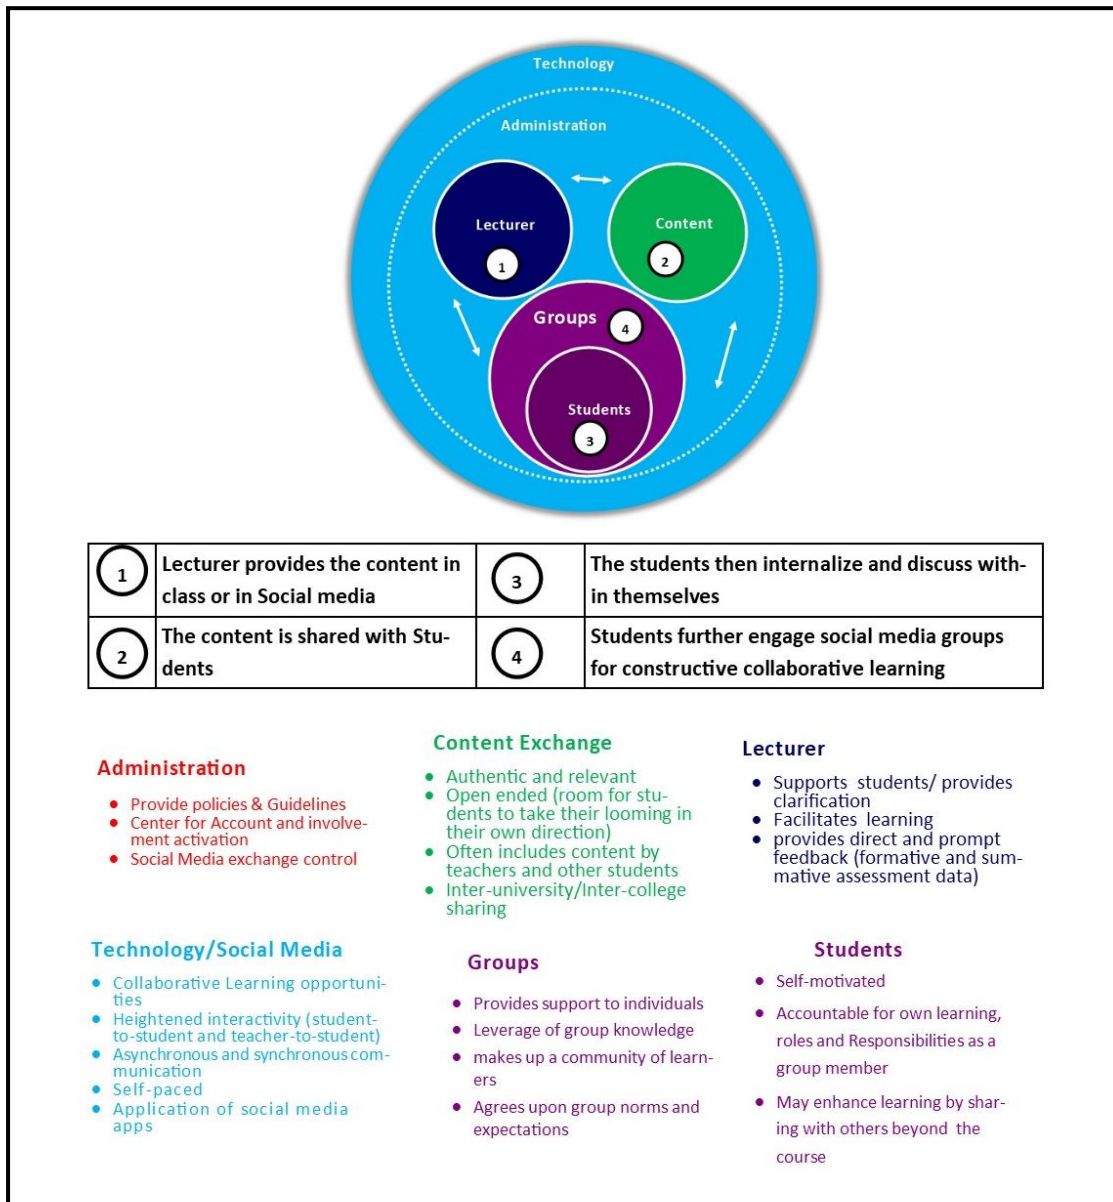 Technology
Administration
Lecturer
Content
1
2
Groups
4
Students
3
1
Lecturer provides the content in
class or in Social media
3
The students then internalize and discuss with-
in themselves
2
The content is shared with Stu-
dents
4
Students further engage social media groups
for constructive collaborative learning
Administration
● Provide policies & Guidelines
● Center for Account and involve-
ment activation
● Social Media exchange control
Content Exchange
● Authentic and relevant
● Open ended (room for stu-
dents to take their looming in
their own direction)
● Often includes content by
teachers and other students
● Inter-university/Inter-college
sharing
Lecturer
● Supports students/ provides
clarification
● Facilitates learning
● provides direct and prompt
feedback (formative and sum-
mative assessment data)
Technology/Social Media
● Collaborative Learning opportuni-
ties
● Heightened interactivity (student-
to-student and teacher-to-student)
● Asynchronous and synchronous com-
munication
● Self-paced
● Application of social media
apps
Groups
● Provides support to individuals
● Leverage of group knowledge
● makes up a community of learn-
ers
● Agrees upon group norms and
expectations
Students
● Self-motivated
● Accountable for own learning,
roles and Responsibilities as a
group member
● May enhance learning by shar-
ing with others beyond the
course